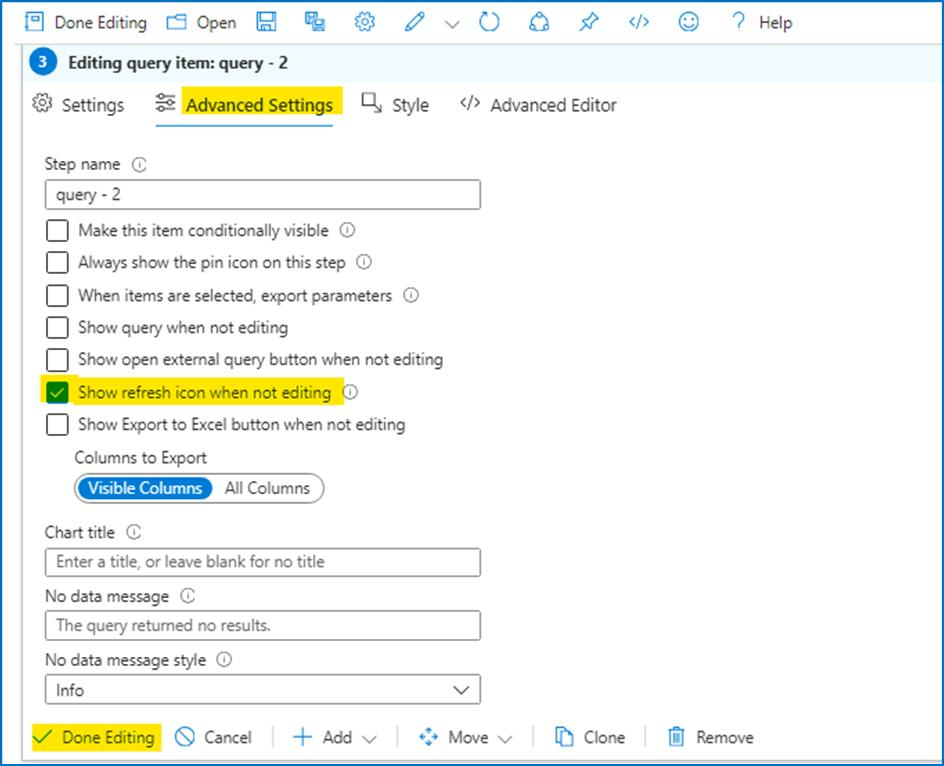 Done Editing Open </> ? Help
3 Editing query item: query - 2
Settings Advanced Settings Style </> Advanced Editor
Step name
query - 2
Make this item conditionally visible
Always show the pin icon on this step
When items are selected, export parameters
Show query when not editing
Show open external query button when not editing
Show refresh icon when not editing
Show Export to Excel button when not editing
Columns to Export
Visible Columns All Columns
Chart title
Enter a title, or leave blank for no title
No data message
The query returned no results.
No data message style
Info
Done Editing Cancel Add Move Clone Remove